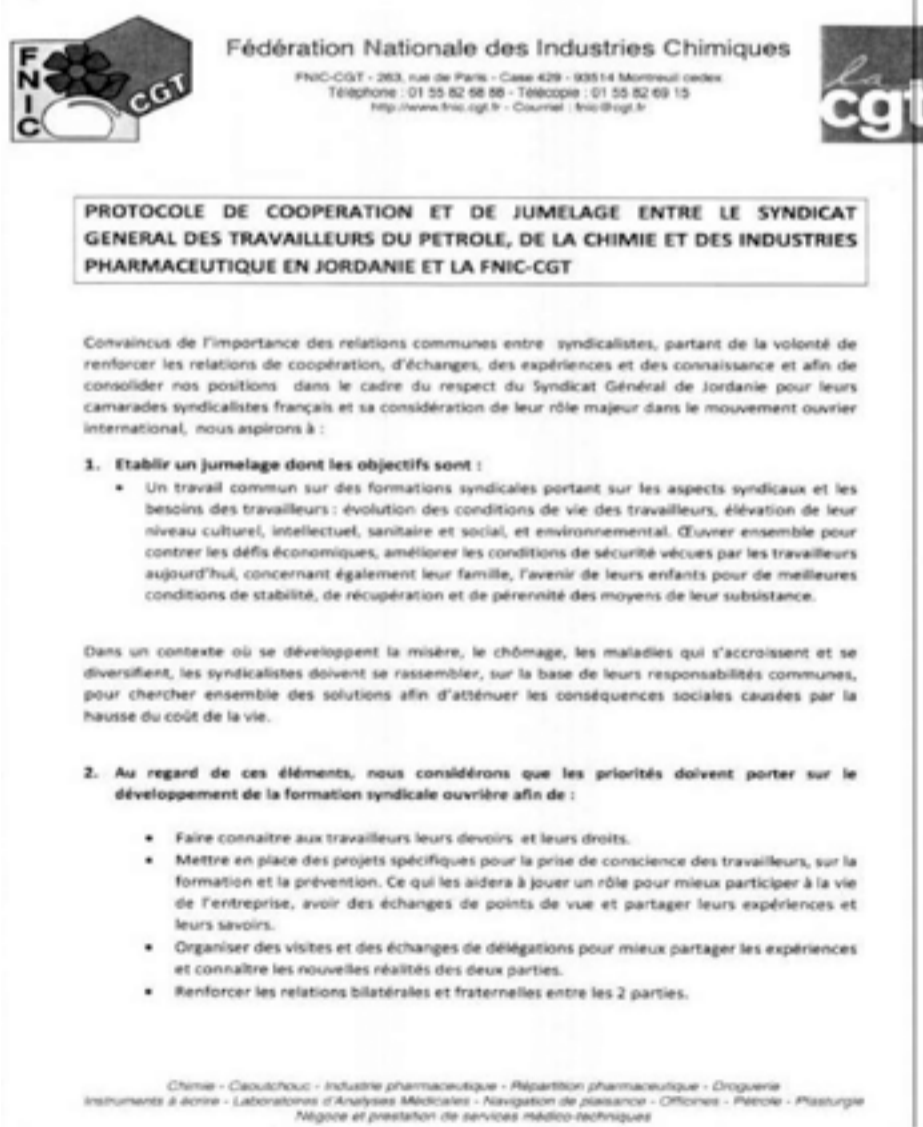 FNIC
CGT
Fédération Nationale des Industries Chimiques
FNIC-CGT - 263, rue de Paris - Case 429 - 93514 Montreuil cedex
Téléphone : 01 55 82 68 88 - Télécopie : 01 55 82 69 15
http://www.fnic.cgt.fr - Courriel : fnic@cgt.fr
la
cgt
PROTOCOLE DE COOPERATION ET DE JUMELAGE ENTRE LE SYNDICAT
GENERAL DES TRAVAILLEURS DU PETROLE, DE LA CHIMIE ET DES INDUSTRIES
PHARMACEUTIQUE EN JORDANIE ET LA FNIC-CGT
Convaincus de l'importance des relations communes entre syndicalistes, partant de la volonté de
renforcer les relations de coopération, d'échanges, des expériences et des connaissance et afin de
consolider nos positions dans le cadre du respect du Syndicat Général de Jordanie pour leurs
camarades syndicalistes français et sa considération de leur rôle majeur dans le mouvement ouvrier
international, nous aspirons à :
1. Etablir un jumelage dont les objectifs sont :
• Un travail commun sur des formations syndicales portant sur les aspects syndicaux et les
besoins des travailleurs : évolution des conditions de vie des travailleurs, élévation de leur
niveau culturel, intellectuel, sanitaire et social, et environnemental. Œuvrer ensemble pour
contrer les défis économiques, améliorer les conditions de sécurité vécues par les travailleurs
aujourd'hui, concernant également leur famille, l'avenir de leurs enfants pour de meilleures
conditions de stabilité, de récupération et de pérennité des moyens de leur subsistance.
Dans un contexte où se développent la misère, le chômage, les maladies qui s'accroissent et se
diversifient, les syndicalistes doivent se rassembler, sur la base de leurs responsabilités communes,
pour chercher ensemble des solutions afin d'atténuer les conséquences sociales causées par la
hausse du coût de la vie.
2. Au regard de ces éléments, nous considérons que les priorités doivent porter sur le
développement de la formation syndicale ouvrière afin de :
• Faire connaitre aux travailleurs leurs devoirs et leurs droits.
• Mettre en place des projets spécifiques pour la prise de conscience des travailleurs, sur la
formation et la prévention. Ce qui les aidera à jouer un rôle pour mieux participer à la vie
de l'entreprise, avoir des échanges de points de vue et partager leurs expériences et
leurs savoirs.
• Organiser des visites et des échanges de délégations pour mieux partager les expériences
et connaître les nouvelles réalités des deux parties.
• Renforcer les relations bilatérales et fraternelles entre les 2 parties.
Chimie - Caoutchouc - Industrie pharmaceutique - Répartition pharmaceutique - Droguerie
Instruments à écrire - Laboratoires d'Analyses Médicales - Navigation de plaisance - Officines - Pétrole - Plasturgie
Négoce et prestation de services médico-techniques